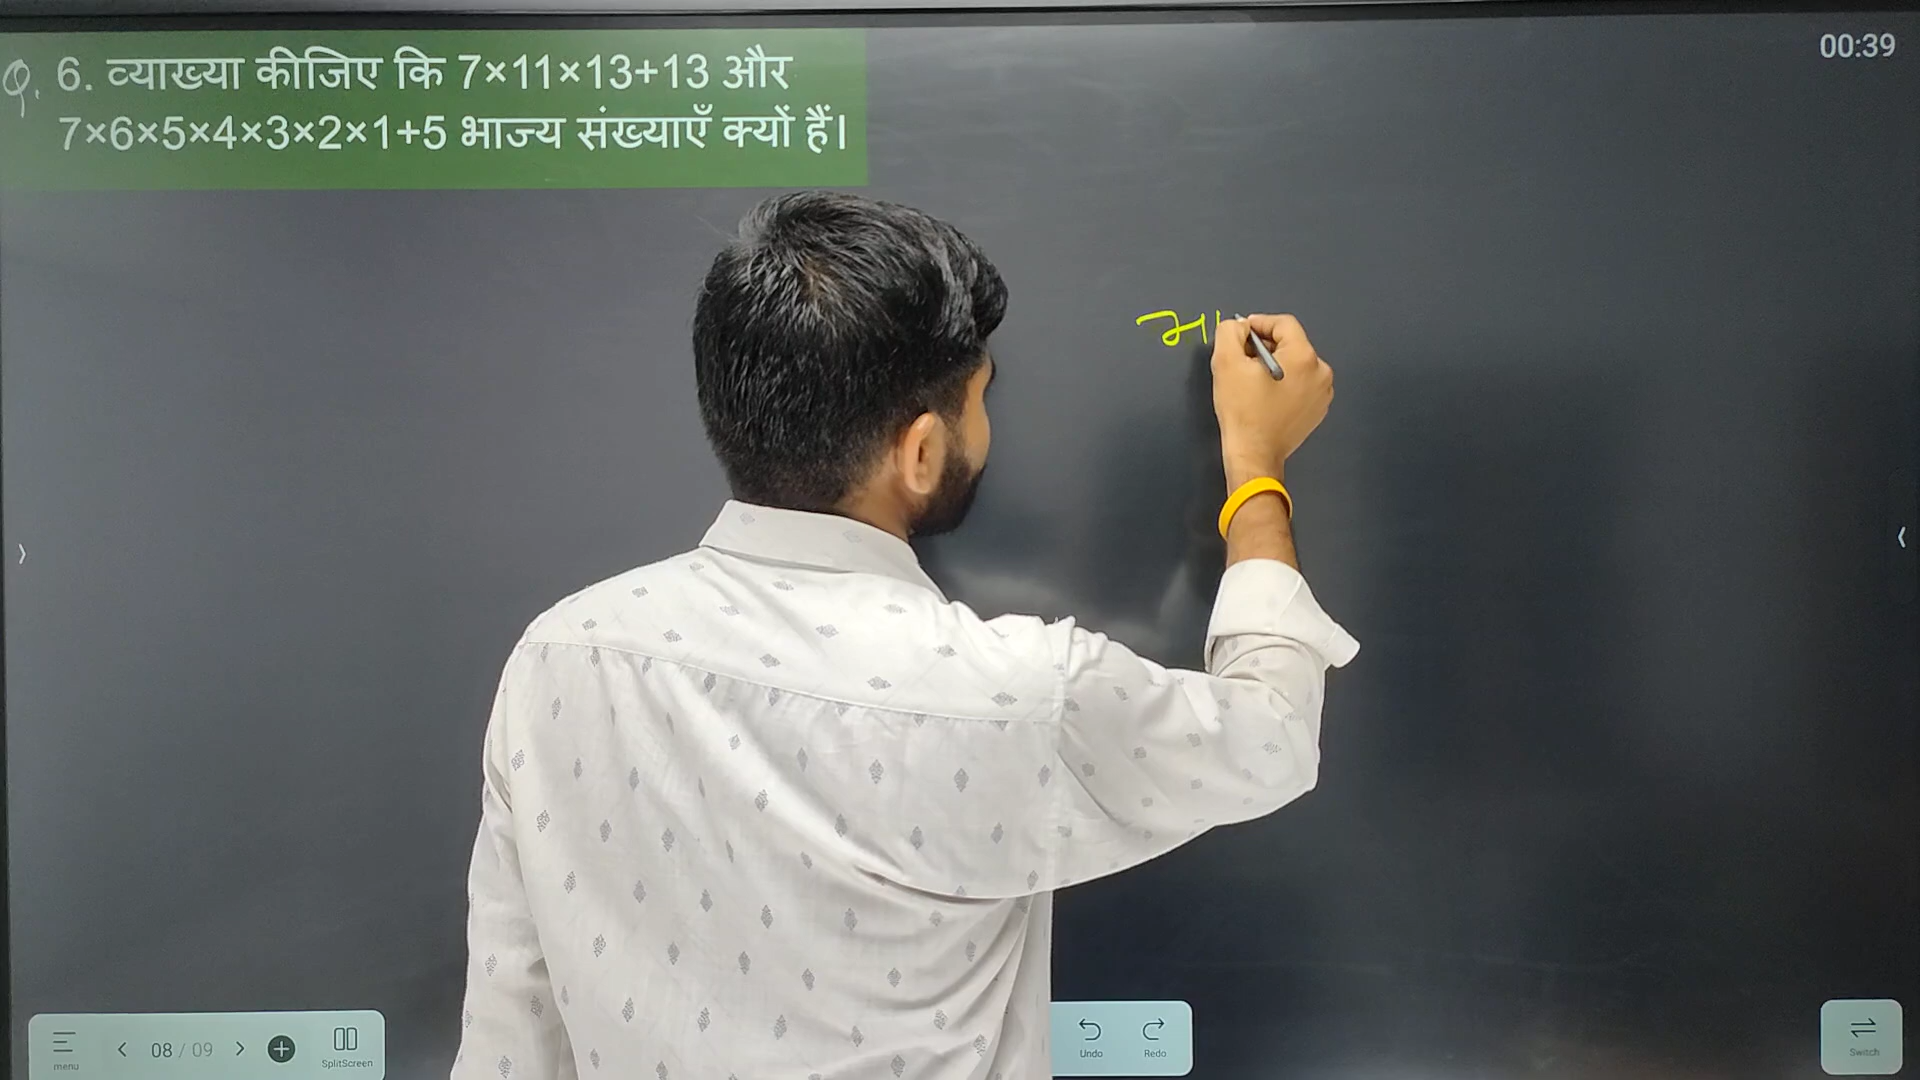 Q. 6. व्याख्या कीजिए कि 7×11×13+13 और
7×6×5×4×3×2×1+5 भाज्य संख्याएँ क्यों हैं।
00:39
menu
08 / 09
SplitScreen
Undo
Redo
Switch